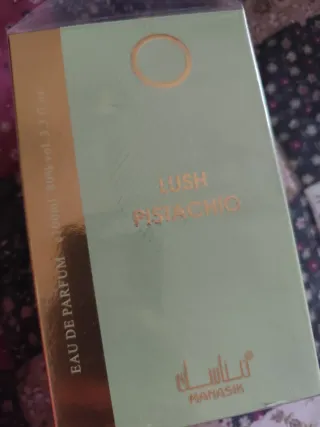 LUSH
PISTACHIO
EAU DE PARFUM
مناسك
MANASIK